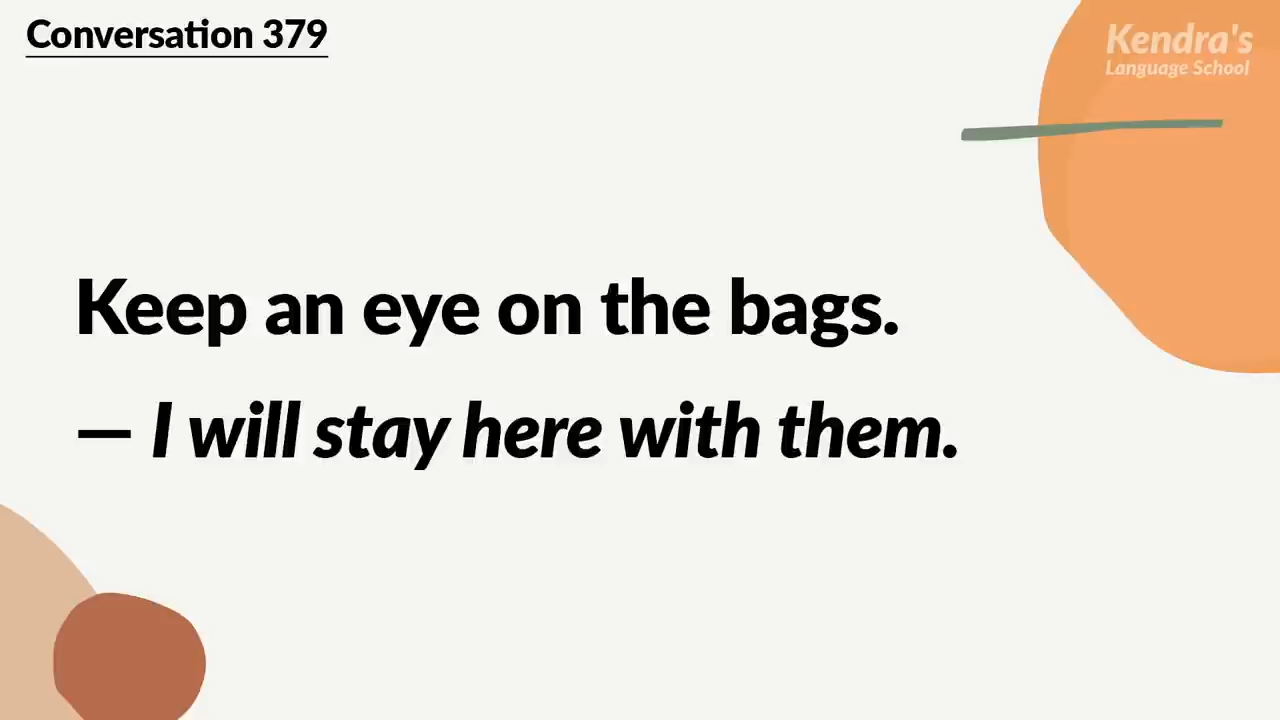 Conversation 379
Kendra's
Language School
Keep an eye on the bags.
— I will stay here with them.